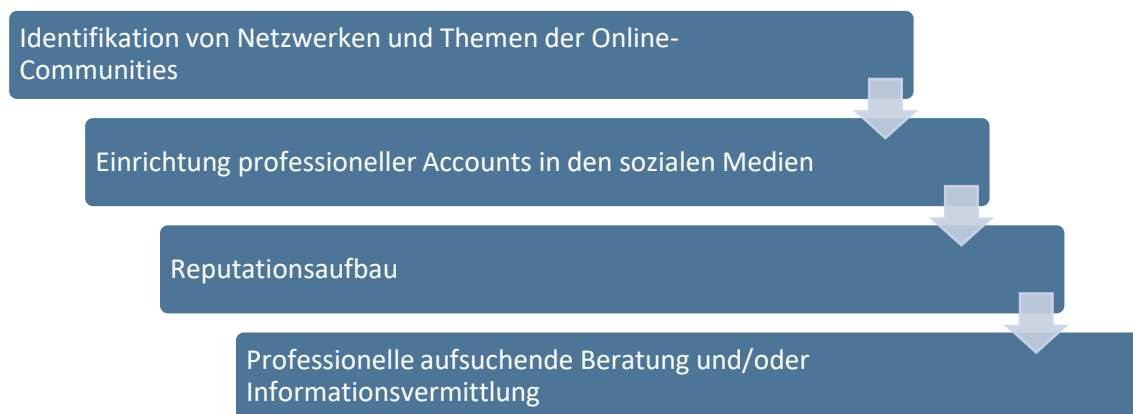 Identifikation von Netzwerken und Themen der Online-
Communities
Einrichtung professioneller Accounts in den sozialen Medien
Reputationsaufbau
Professionelle aufsuchende Beratung und/oder
Informationsvermittlung